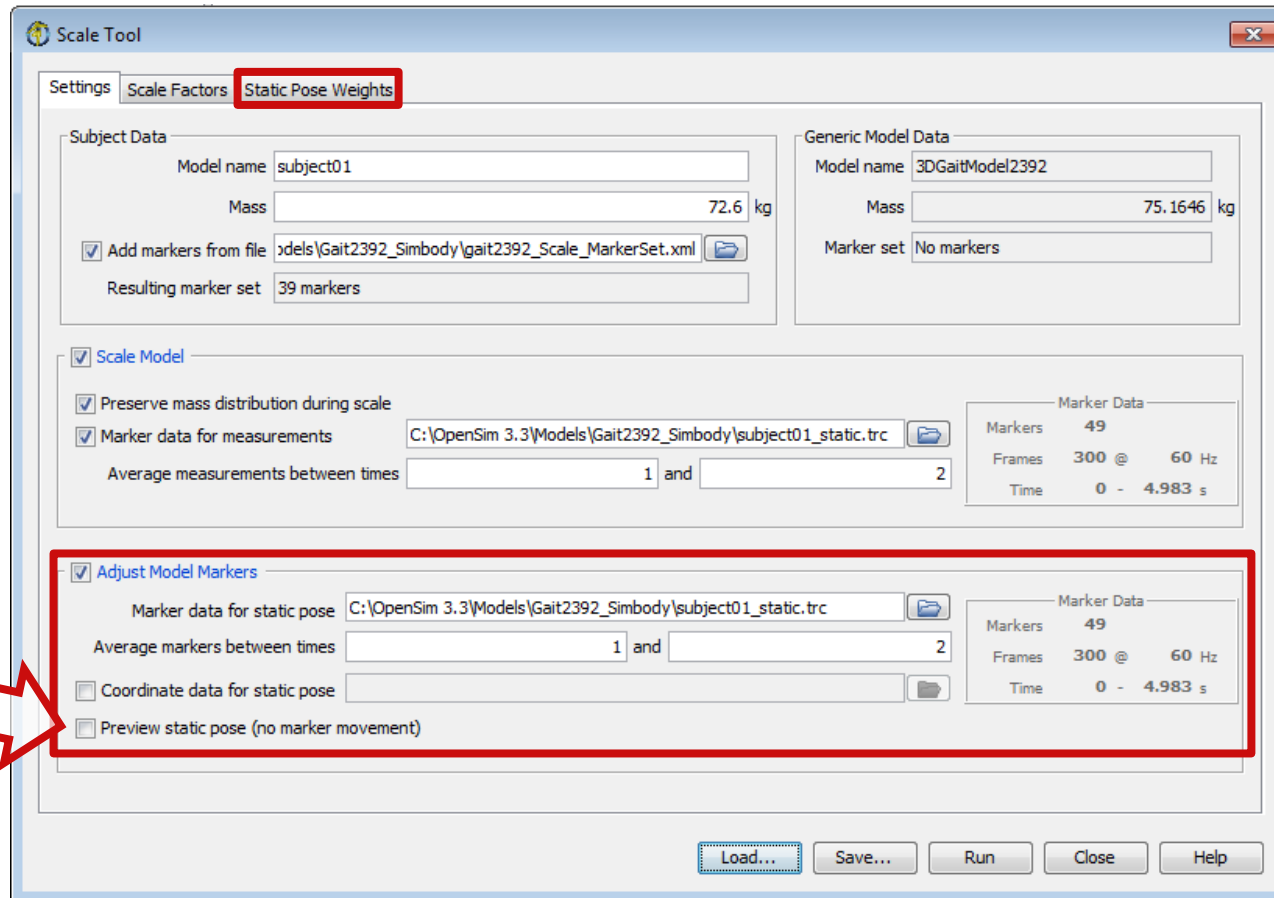 Scale Tool
Settings Scale Factors Static Pose Weights
Subject Data
Model name subject01
Mass 72.6 kg
Add markers from file odels\Gait2392_Simbody\gait2392_Scale_MarkerSet.xml
Resulting marker set 39 markers
Generic Model Data
Model name 3DGaitModel2392
Mass 75.1646 kg
Marker set No markers
Scale Model
Preserve mass distribution during scale
Marker data for measurements C:\OpenSim 3.3\Models\Gait2392_Simbody\subject01_static.trc
Average measurements between times 1 and 2
Marker Data
Markers 49
Frames 300 @ 60 Hz
Time 0 - 4.983 s
Adjust Model Markers
Marker data for static pose C:\OpenSim 3.3\Models\Gait2392_Simbody\subject01_static.trc
Average markers between times 1 and 2
Coordinate data for static pose
Preview static pose (no marker movement)
Marker Data
Markers 49
Frames 300 @ 60 Hz
Time 0 - 4.983 s
Load... Save... Run Close Help